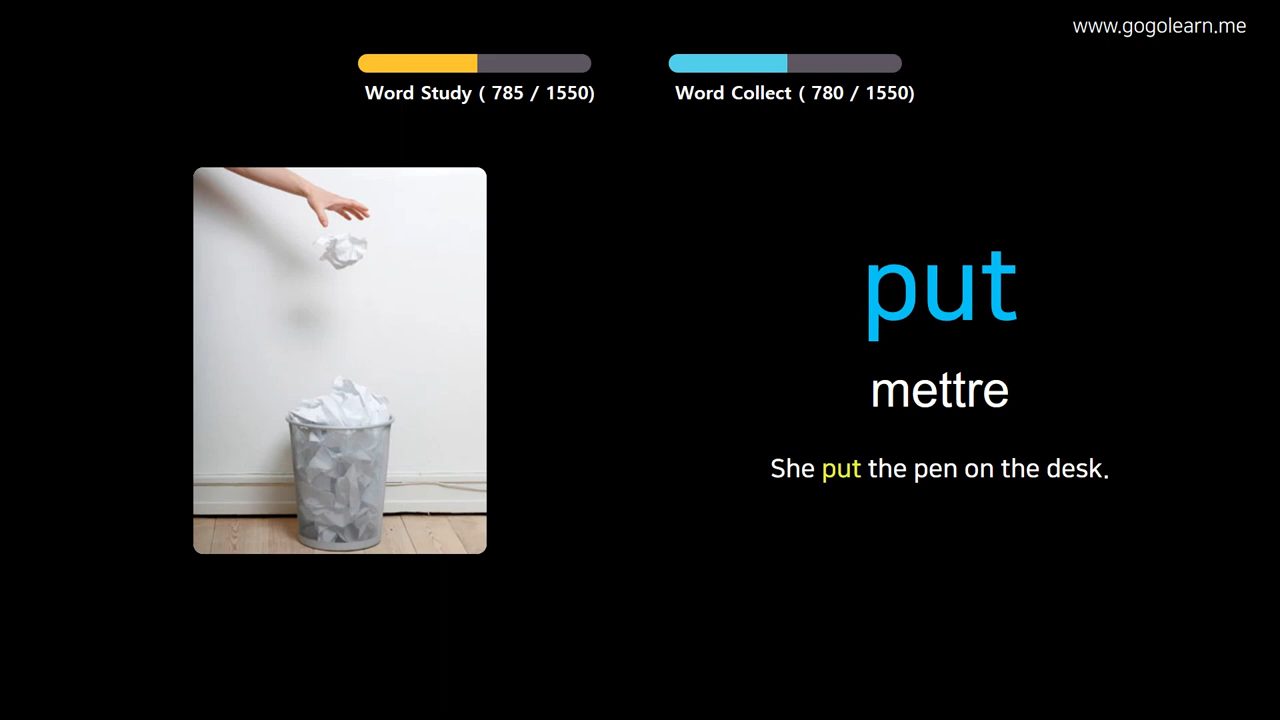 www.gogolearn.me
Word Study ( 785 / 1550)
Word Collect ( 780 / 1550)
put
mettre
She put the pen on the desk.